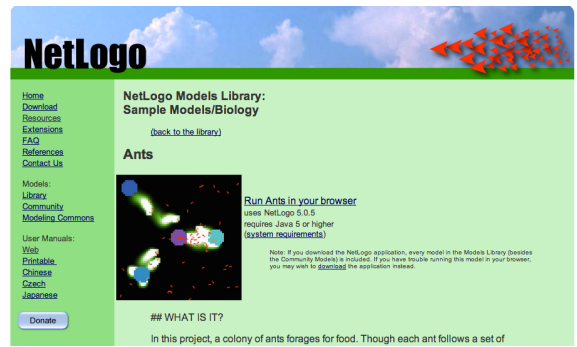 NetLogo
Home
Download
Resources
Extensions
FAQ
References
Contact Us
Models:
Library
Community
Modeling Commons
User Manuals:
Web
Printable
Chinese
Czech
Japanese
Donate
NetLogo Models Library:
Sample Models/Biology
(back to the library)
Ants
Run Ants in your browser
uses NetLogo 5.0.5
requires Java 5 or higher
(system requirements)
Note: If you download the NetLogo application, every model in the Models Library (besides
the Community Models) is included. If you have trouble running this model in your browser,
you may wish to download the application instead.
## WHAT IS IT?
In this project, a colony of ants forages for food. Though each ant follows a set of